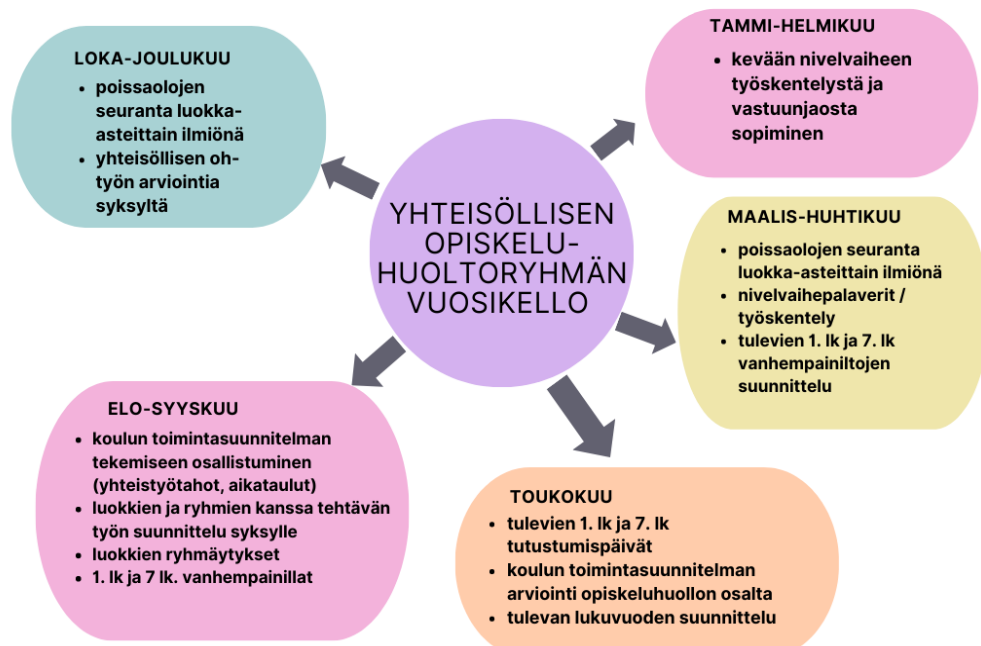 YHTEISÖLLISEN
OPISKELU-
HUOLTORYHMÄN
VUOSIKELLO
TAMMI-HELMIKUU
• kevään nivelvaiheen
työskentelystä ja
vastuunjaosta
sopiminen
MAALIS-HUHTIKUU
• poissaolojen seuranta
luokka-asteittain ilmiönä
• nivelvaihepalaverit /
työskentely
• tulevien 1. lk ja 7. lk
vanhempainiltojen
suunnittelu
TOUKOKUU
• tulevien 1. lk ja 7. lk
tutustumispäivät
• koulun toimintasuunnitelman
arviointi opiskeluhuollon osalta
• tulevan lukuvuoden suunnittelu
ELO-SYYSKUU
• koulun toimintasuunnitelman
tekemiseen osallistuminen
(yhteistyötahot, aikataulut)
• luokkien ja ryhmien kanssa tehtävän
työn suunnittelu syksylle
• luokkien ryhmäytykset
• 1. lk ja 7 lk. vanhempainillat
LOKA-JOULUKUU
• poissaolojen
seuranta luokka-
asteittain ilmiönä
• yhteisöllisen oh-
työn arviointia
syksyltä